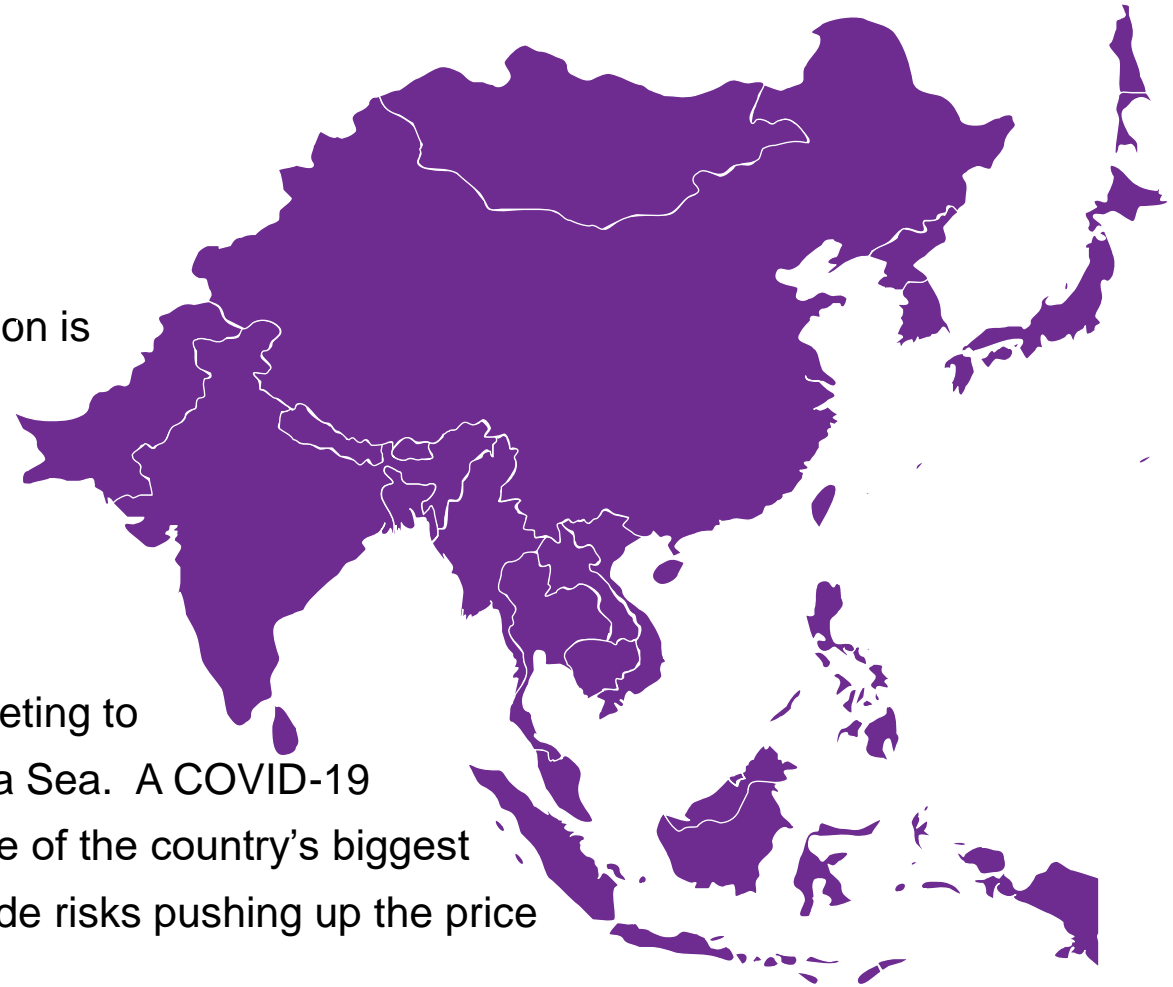 on is
eting to
a Sea. A COVID-19
e of the country’s biggest
de risks pushing up the price